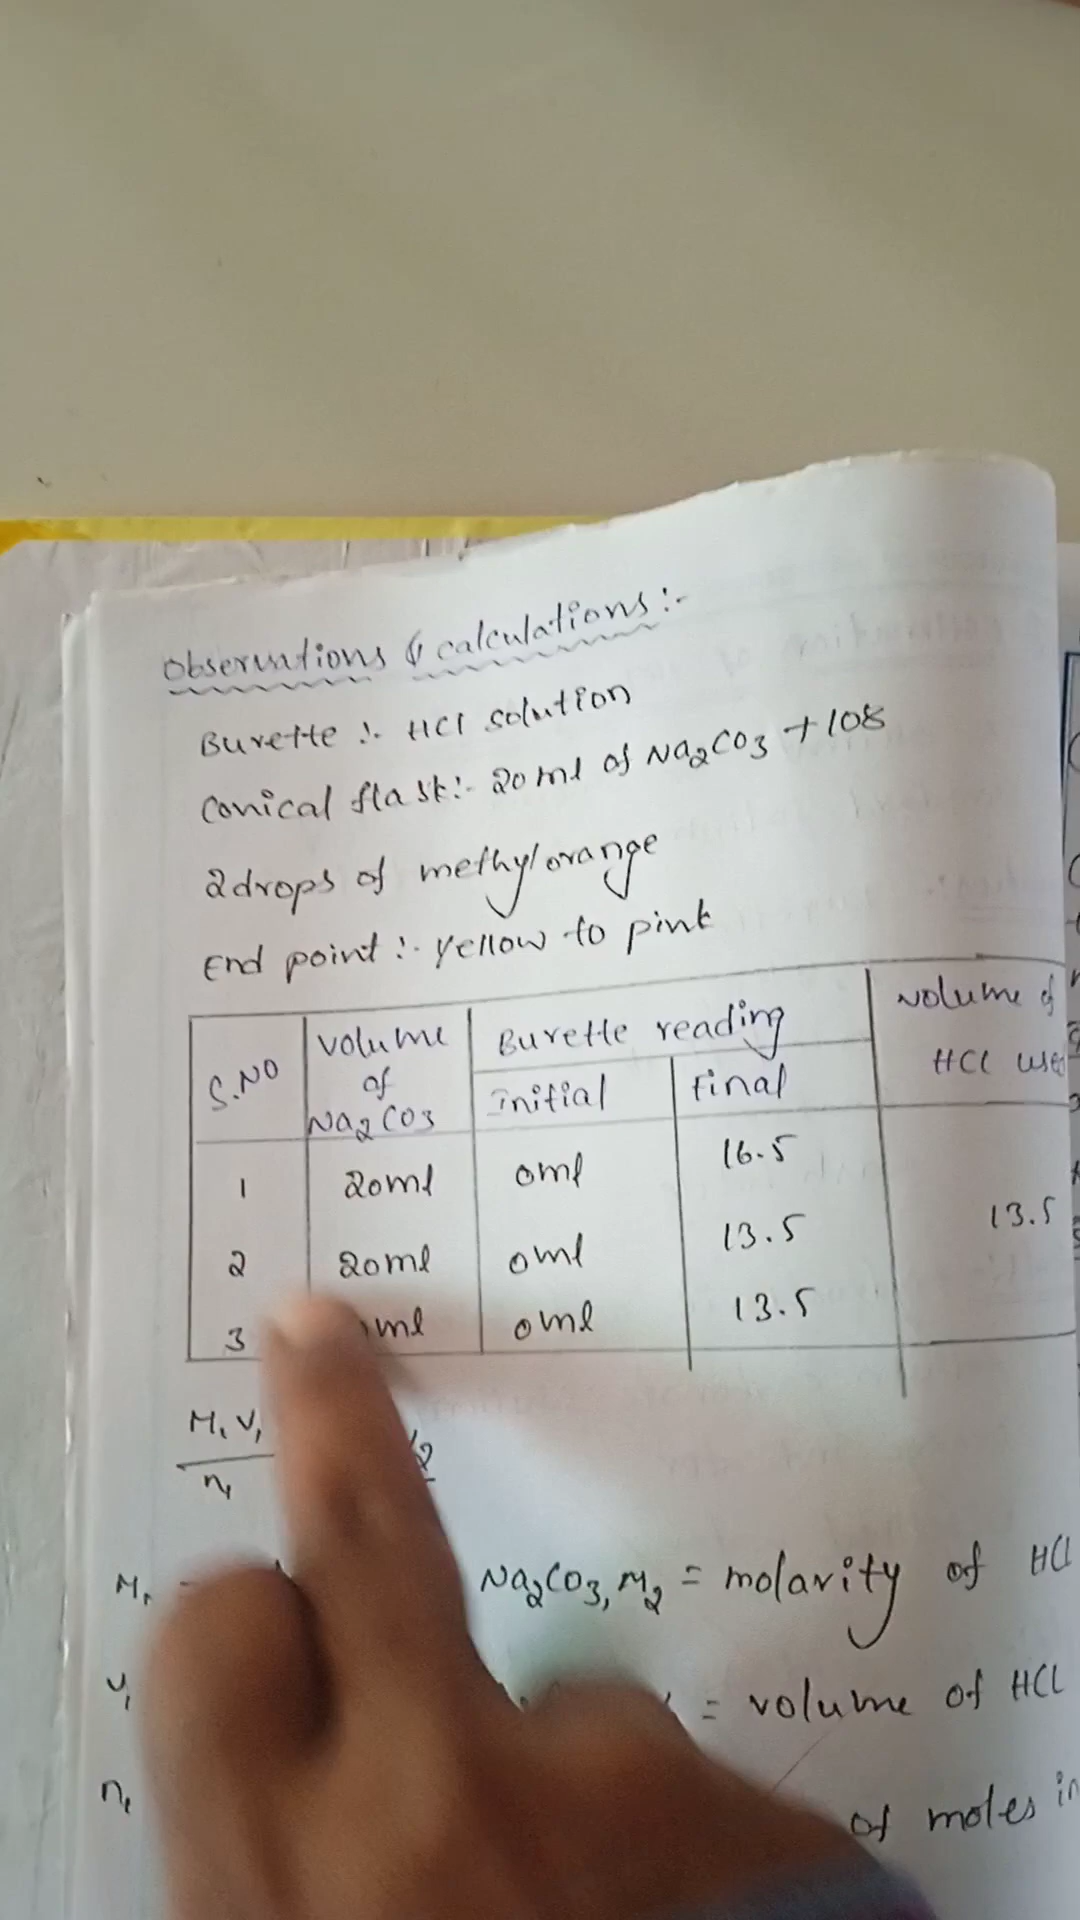 Observations & calculations :-
Burette :- HCl solution
Conical flask :- 20ml of Na2CO3 + 10&
2drops of methyl orange
End point :- yellow to pink
S.NO | volume of Na2CO3 | Burette reading | volume of HCl use
Initial | Final
1 | 20ml | 0ml | 16.5
2 | 20ml | 0ml | 13.5 | 13.5
3 | ml | 0ml | 13.5
M1V1
n1
M1 Na2CO3, M2 = molarity of HCl
V1 = volume of HCl
n1 of moles in